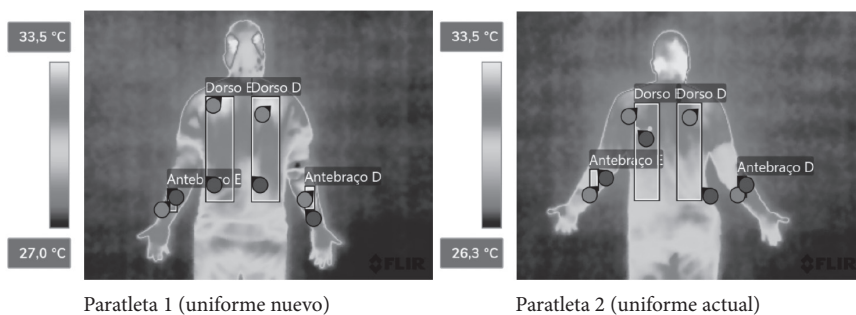 33,5 °C
Dorso E
Dorso D
Antebraço E
Antebraço D
27,0 °C
FLIR
33,5 °C
Dorso E
Dorso D
Antebraço E
Antebraço D
26,3 °C
FLIR
Paratleta 1 (uniforme nuevo)
Paratleta 2 (uniforme actual)